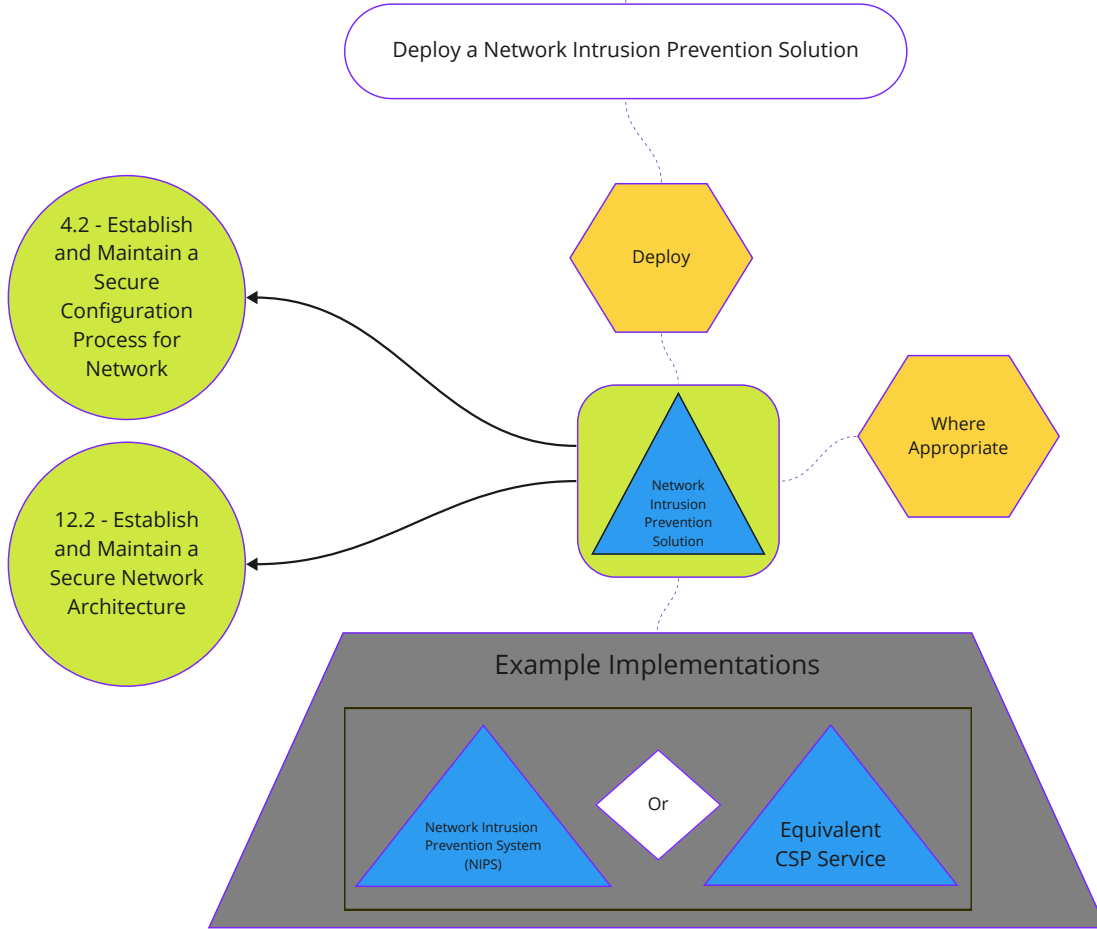 Deploy a Network Intrusion Prevention Solution
4.2 - Establish
and Maintain a
Secure
Configuration
Process for
Network
Deploy
Where
Appropriate
Network
Intrusion
Prevention
Solution
12.2 - Establish
and Maintain a
Secure Network
Architecture
Example Implementations
Network Intrusion
Prevention System
(NIPS)
Or
Equivalent
CSP Service